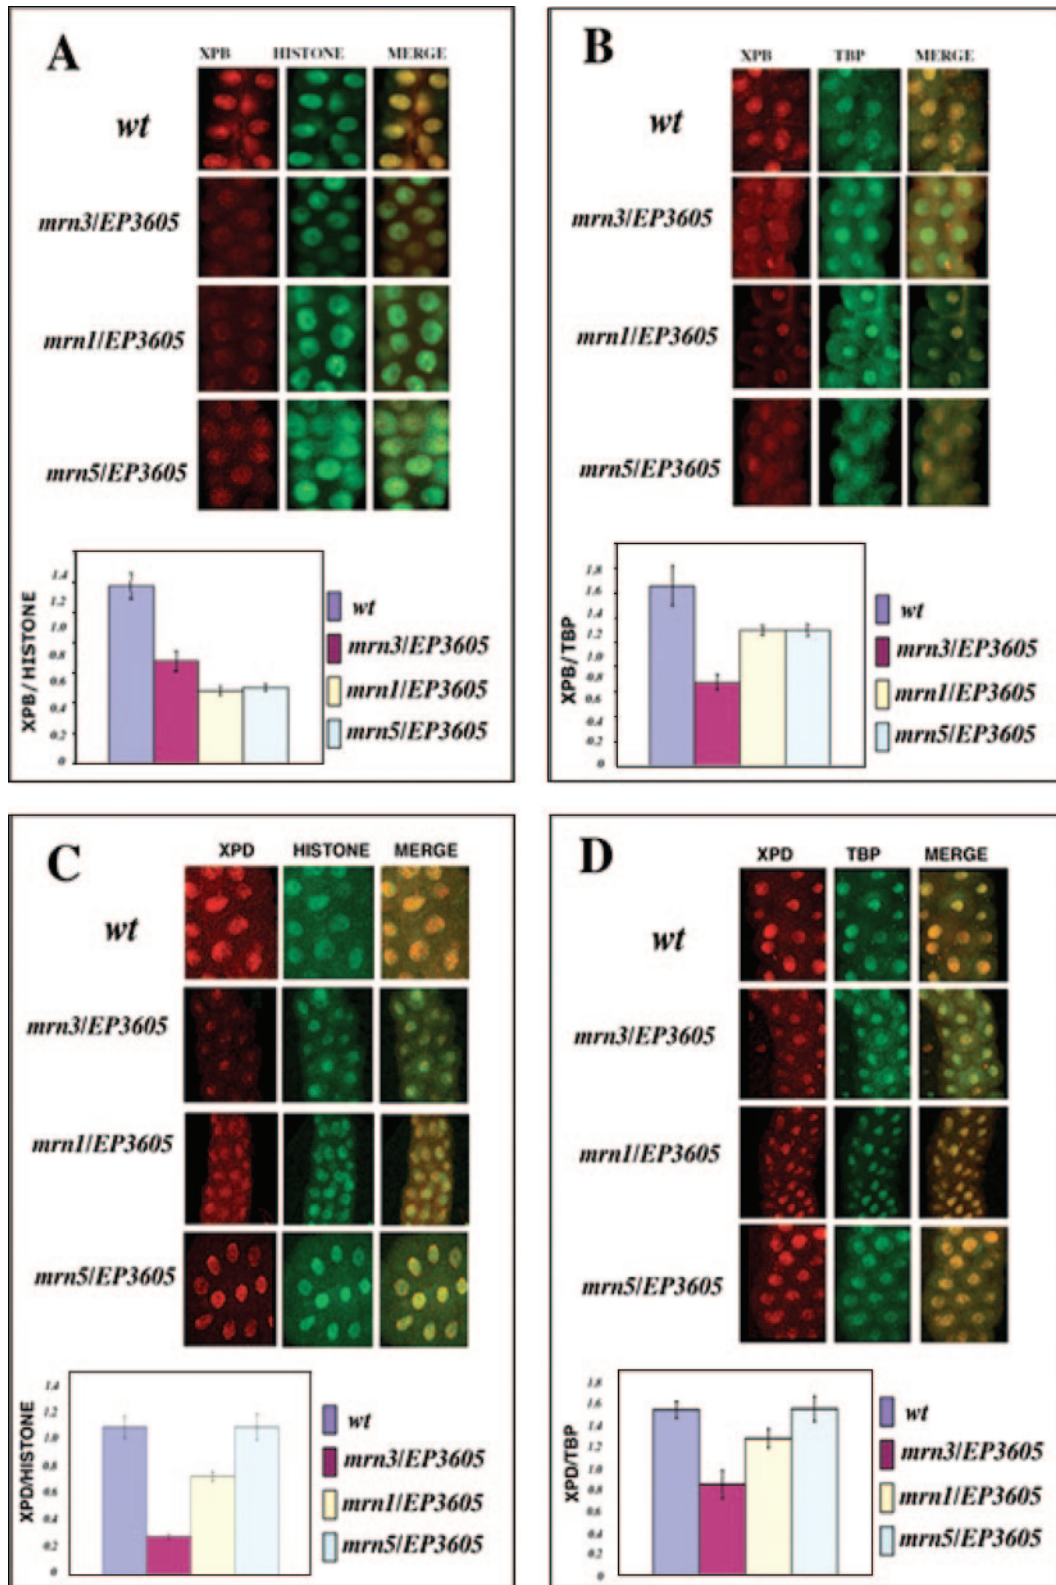 A
XPB HISTONE MERGE
wt
mrn3/EP3605
mrn1/EP3605
mrn5/EP3605
XPB / HISTONE
1.4
1.2
1.0
0.8
0.6
0.4
0.2
0
wt
mrn3/EP3605
mrn1/EP3605
mrn5/EP3605
B
XPB TBP MERGE
wt
mrn3/EP3605
mrn1/EP3605
mrn5/EP3605
XPB/TBP
1.8
1.6
1.4
1.2
1.0
0.8
0.6
0.4
0.2
0
wt
mrn3/EP3605
mrn1/EP3605
mrn5/EP3605
C
XPD HISTONE MERGE
wt
mrn3/EP3605
mrn1/EP3605
mrn5/EP3605
XPD/HISTONE
1.4
1.2
1.0
0.8
0.6
0.4
0.2
0
wt
mrn3/EP3605
mrn1/EP3605
mrn5/EP3605
D
XPD TBP MERGE
wt
mrn3/EP3605
mrn1/EP3605
mrn5/EP3605
XPD/TBP
1.8
1.6
1.4
1.2
1.0
0.8
0.6
0.4
0.2
0
wt
mrn3/EP3605
mrn1/EP3605
mrn5/EP3605